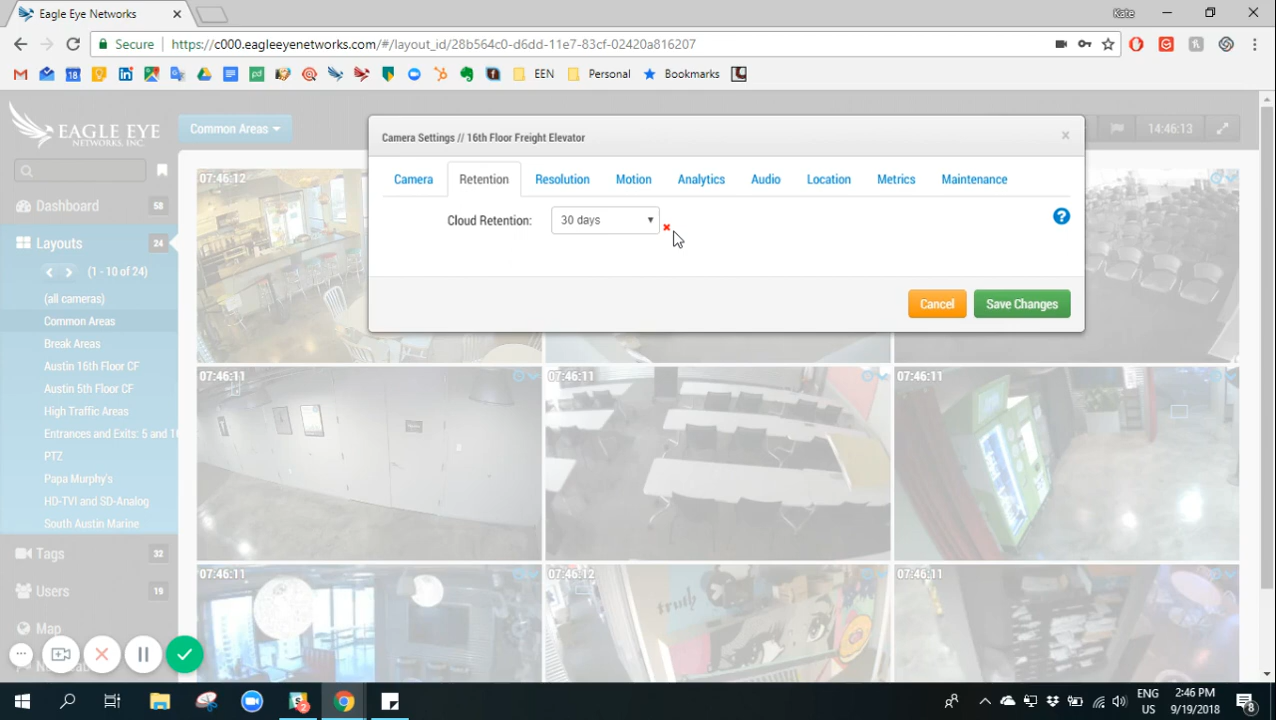 Eagle Eye Networks
Kate
Secure https://c000.eagleeyenetworks.com/#/layout_id/28b564c0-d6dd-11e7-83cf-02420a816207
18 pd EEN Personal Bookmarks
EAGLE EYE
NETWORKS, INC.
Common Areas
14:46:13
Camera Settings // 16th Floor Freight Elevator
×
Camera Retention Resolution Motion Analytics Audio Location Metrics Maintenance
Cloud Retention: 30 days
?
Cancel Save Changes
Dashboard 58
Layouts 24
(1 - 10 of 24)
(all cameras)
Common Areas
Break Areas
Austin 16th Floor CF
Austin 5th Floor CF
High Traffic Areas
Entrances and Exits: 5 and 1
PTZ
Papa Murphy's
HD-TVI and SD-Analog
South Austin Marine
Tags 32
Users 19
Map
07:46:12
07:46:11
07:46:11
07:46:11
07:46:11
07:46:12
07:46:11
ENG
US
2:46 PM
9/19/2018
8